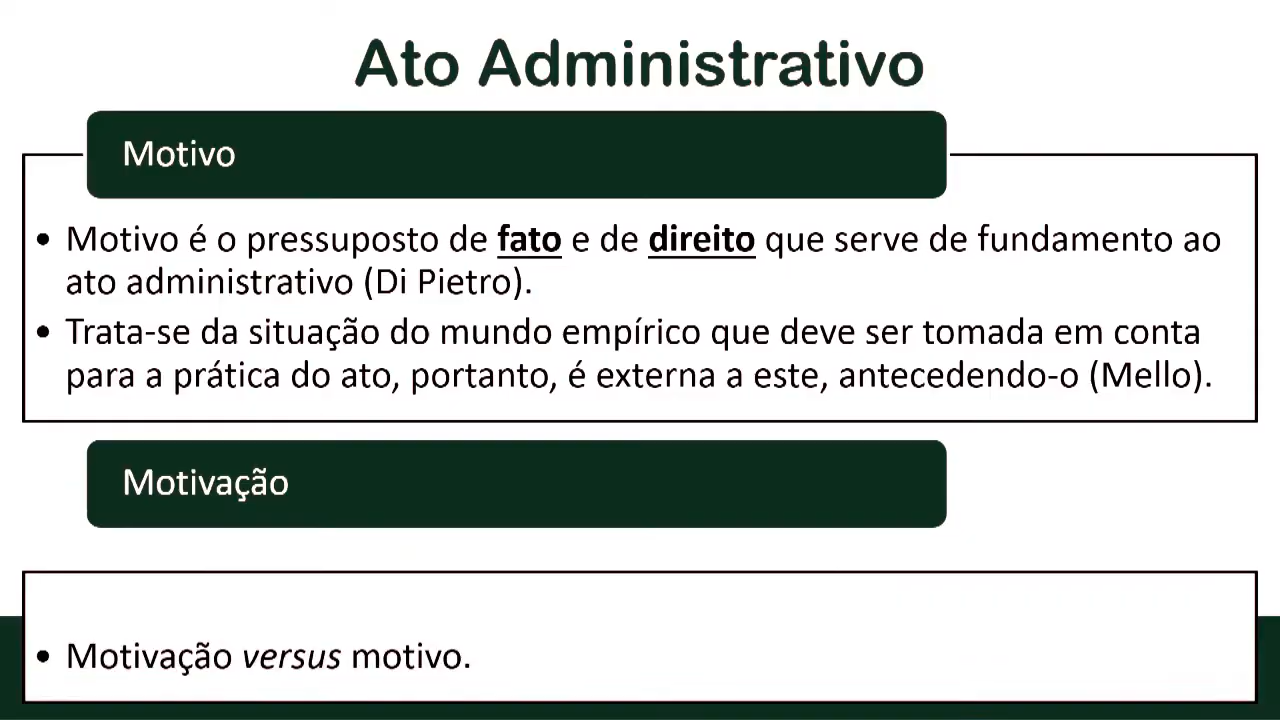 Ato Administrativo
Motivo
• Motivo é o pressuposto de fato e de direito que serve de fundamento ao
ato administrativo (Di Pietro).
• Trata-se da situação do mundo empírico que deve ser tomada em conta
para a prática do ato, portanto, é externa a este, antecedendo-o (Mello).
Motivação
• Motivação versus motivo.